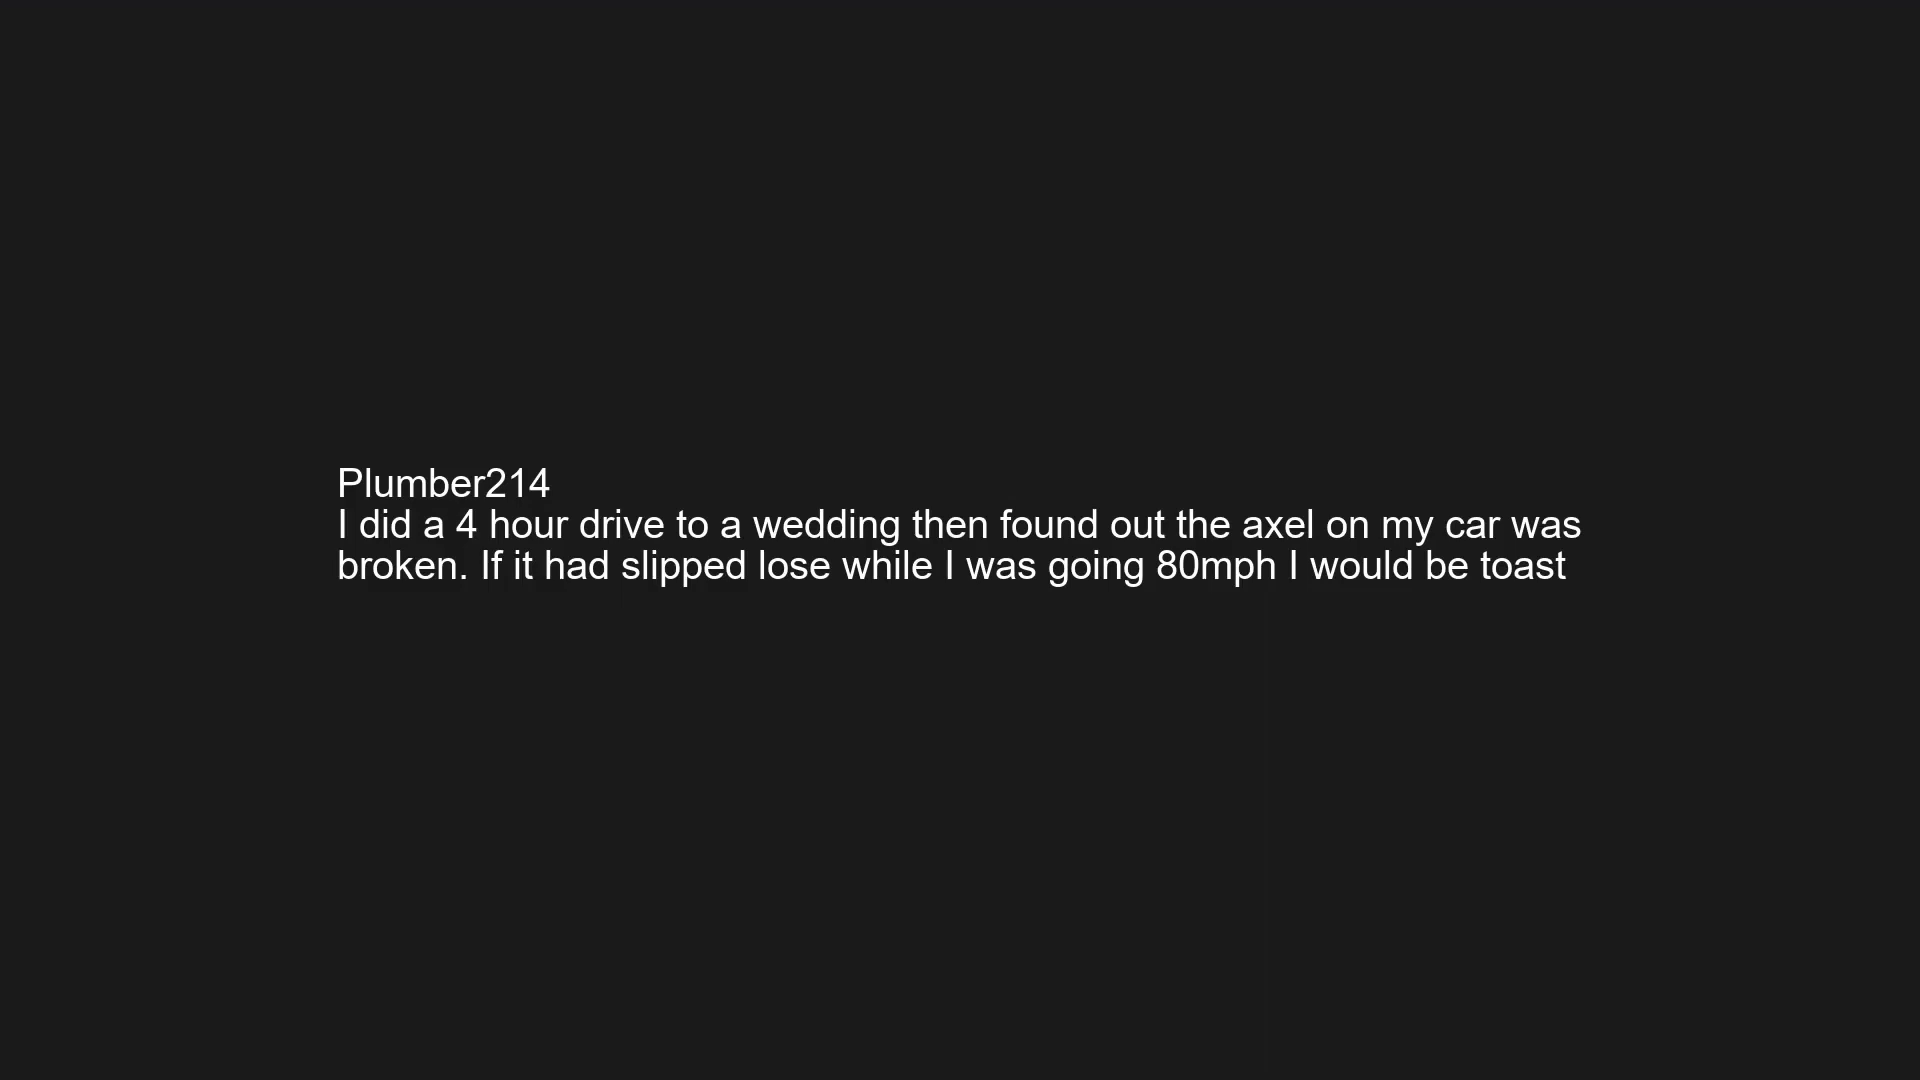 Plumber214
I did a 4 hour drive to a wedding then found out the axel on my car was
broken. If it had slipped lose while I was going 80mph I would be toast